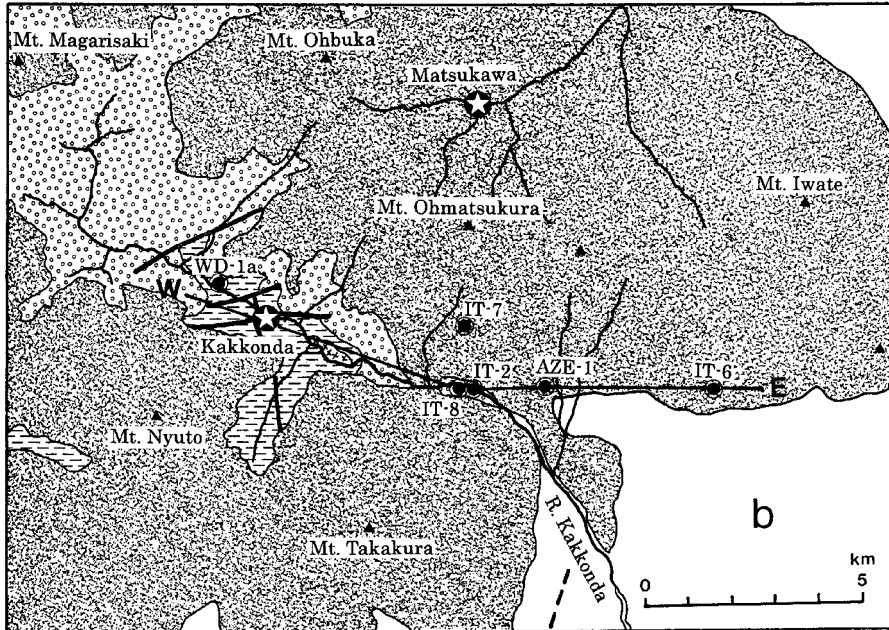 Mt. Magarisaki
Mt. Ohbuka
Matsukawa
Mt. Iwate
Mt. Ohmatsukura
WD-1a
W
IT-7
Kakkonda
IT-2
AZE-1
IT-6
E
IT-8
Mt. Nyuto
R. Kakkonda
b
Mt. Takakura
km
0 5